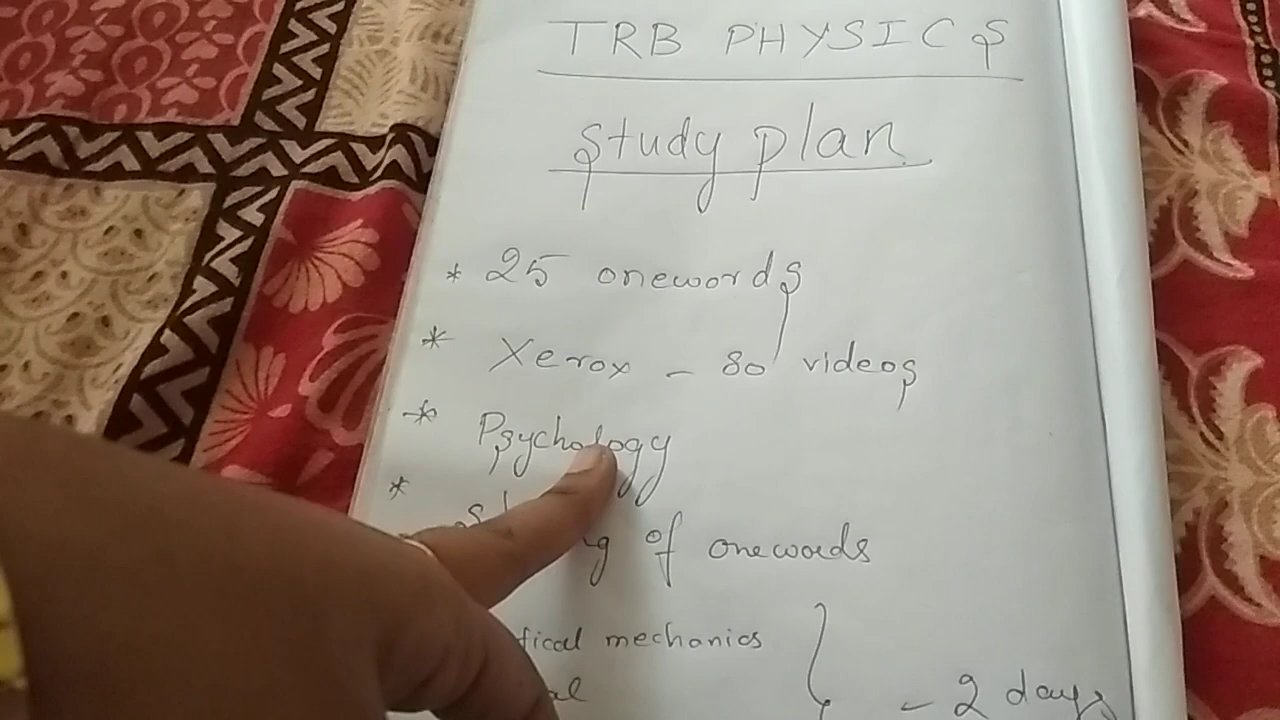 TRB PHYSICS
study plan
* 25 onewords
* Xerox - 80 videos
* Psychology
* of onewords
mechanics
- 2 days